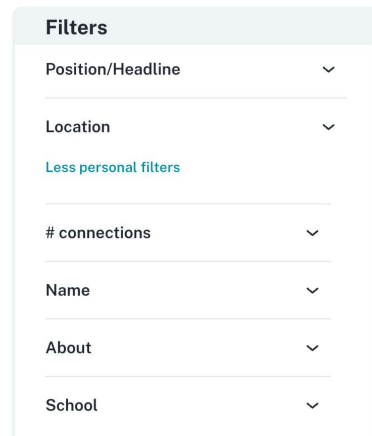 Filters
Position/Headline
Location
Less personal filters
# connections
Name
About
School